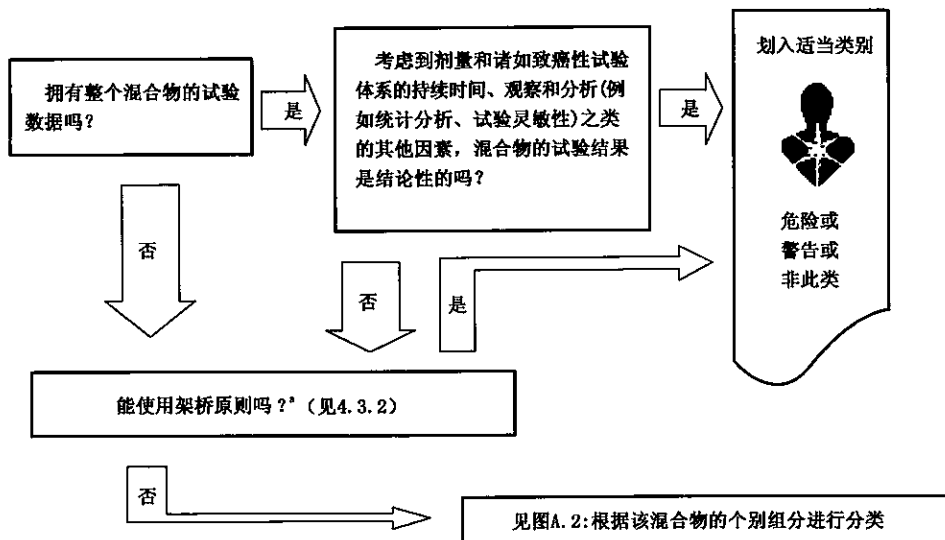 拥有整个混合物的试验
数据吗？
是
考虑到剂量和诸如致癌性试验
体系的持续时间、观察和分析(例
如统计分析、试验灵敏性)之类
的其他因素，混合物的试验结果
是结论性的吗？
是
划入适当类别
危险或
警告或
非此类
否
否
是
能使用架桥原则吗？ᵃ（见4.3.2）
否
见图A.2:根据该混合物的个别组分进行分类